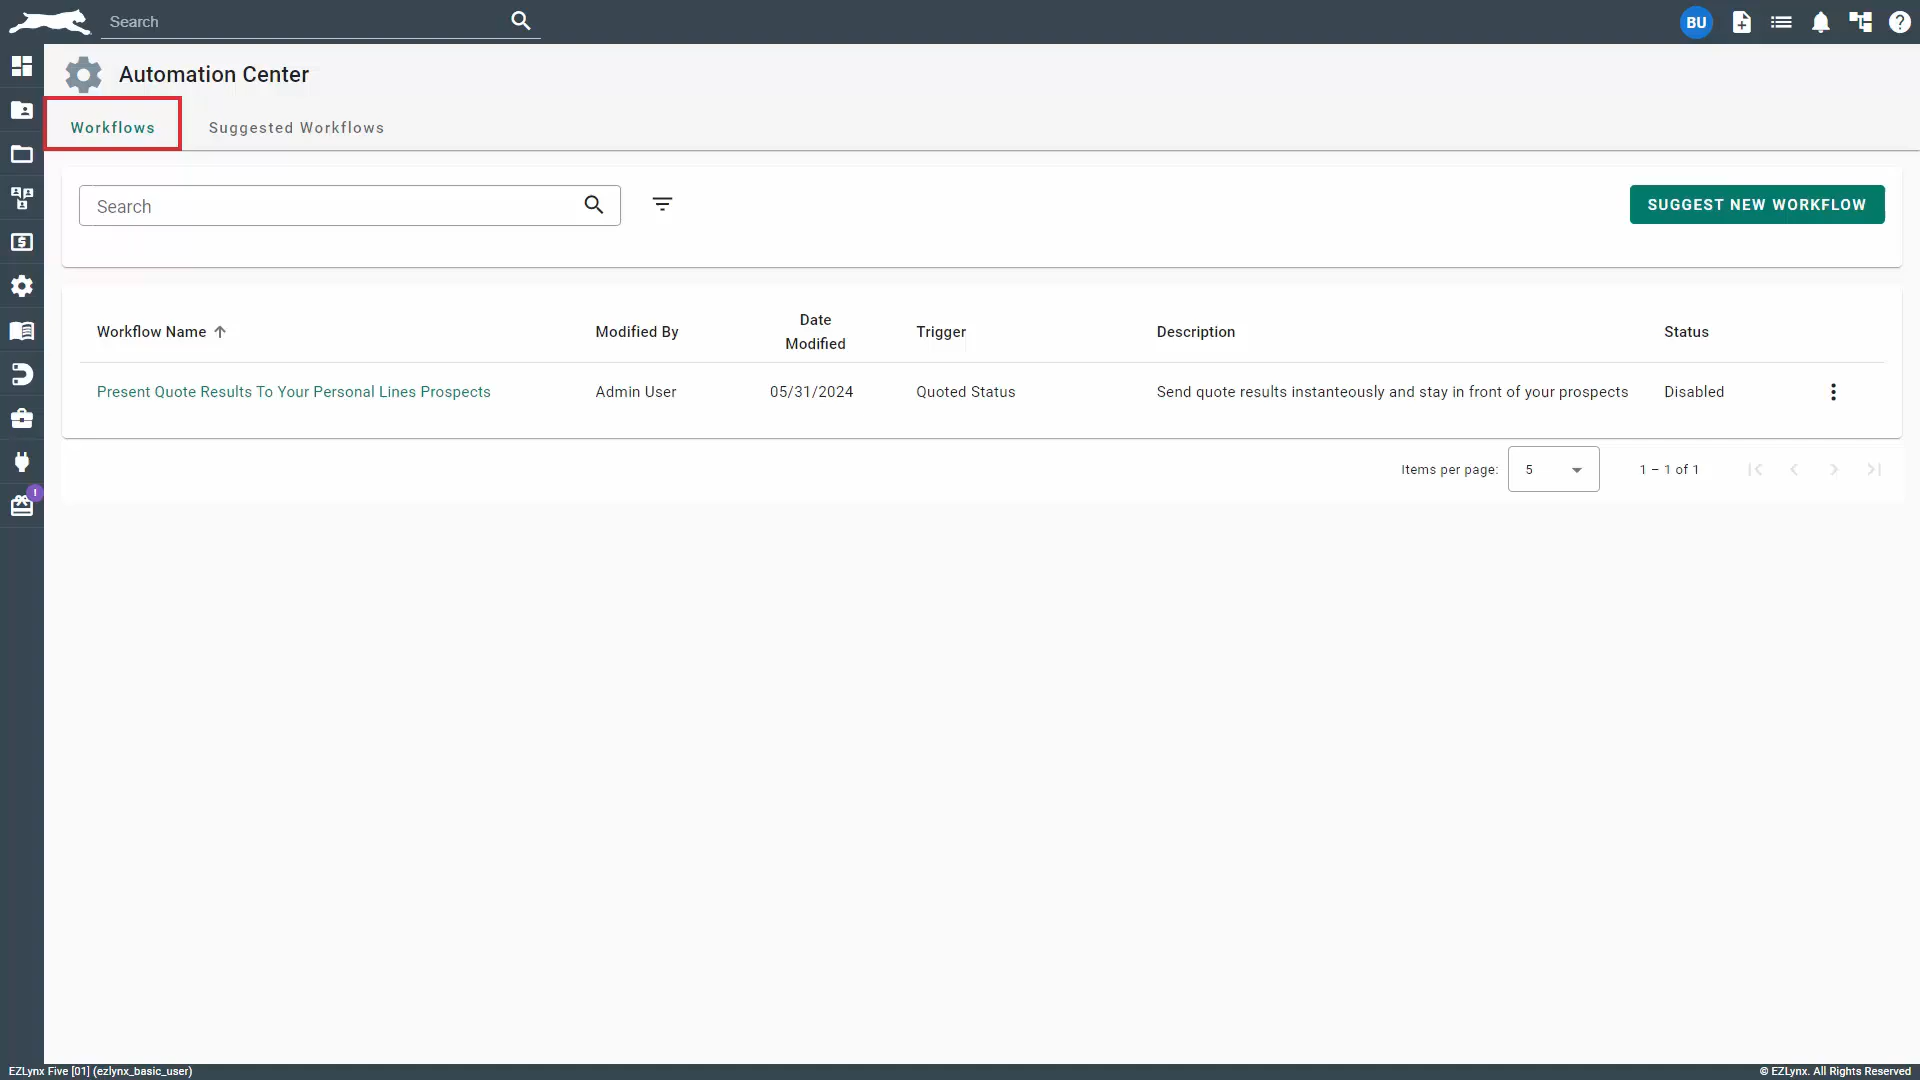 Search
BU
Automation Center
Workflows
Suggested Workflows
Search
SUGGEST NEW WORKFLOW
Workflow Name
Modified By
Date
Modified
Trigger
Description
Status
Present Quote Results To Your Personal Lines Prospects
Admin User
05/31/2024
Quoted Status
Send quote results instanteously and stay in front of your prospects
Disabled
Items per page:
5
1 – 1 of 1
!
EZLynx Five [01] (ezlynx_basic_user)
© EZLynx. All Rights Reserved